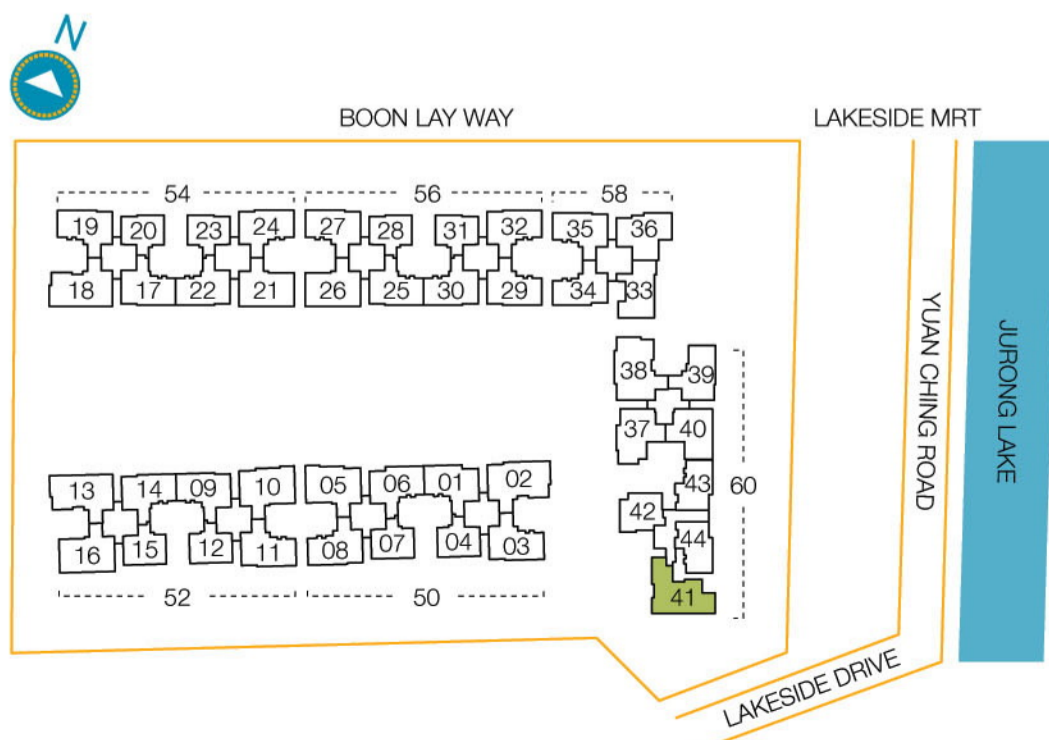 N
BOON LAY WAY
LAKESIDE MRT
54
56
58
19 20 23 24 27 28 31 32 35 36
18 17 22 21 26 25 30 29 34 33
38 39
37 40
43
60
42
44
41
13 14 09 10 05 06 01 02
16 15 12 11 08 07 04 03
52
50
YUAN CHING ROAD
JURONG LAKE
LAKESIDE DRIVE